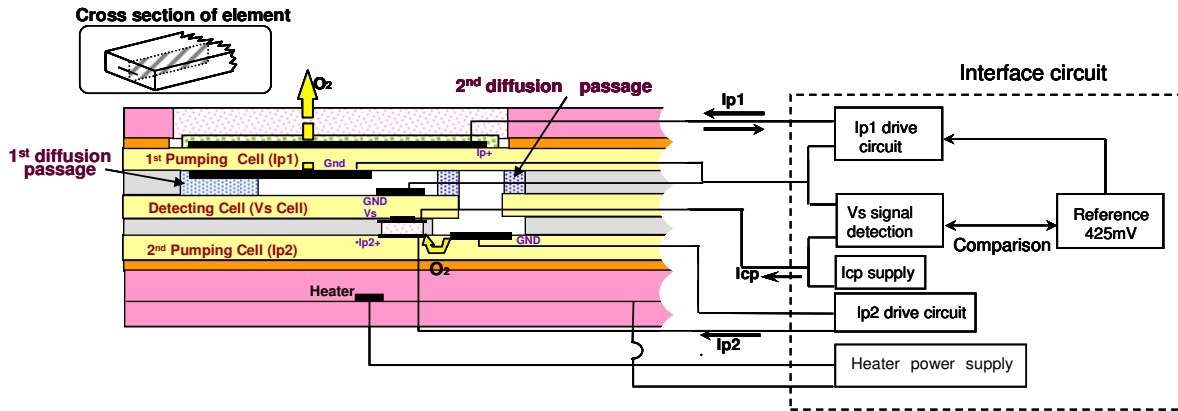 Cross section of element
O2
2nd diffusion passage
Interface circuit
Ip1
Ip1 drive
circuit
1st diffusion
passage
Ip+
1st Pumping Cell (Ip1)
Gnd
GND
Detecting Cell (Vs Cell)
Vs
Vs signal
detection
Reference
425mV
Comparison
•Ip2+
GND
2nd Pumping Cell (Ip2)
O2
Icp
Icp supply
Heater
Ip2 drive circuit
Ip2
Heater power supply